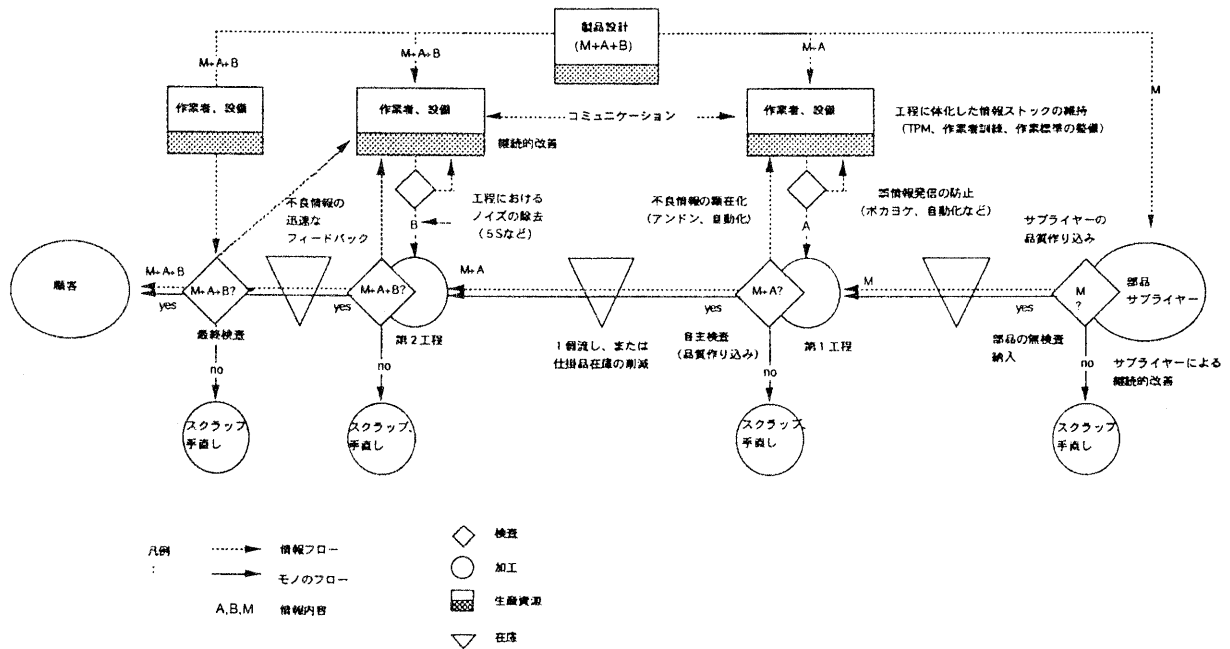 製品設計
(M+A+B)
M+A+B
M+A+B
M+A
M
作業者、設備
作業者、設備
コミュニケーション
作業者、設備
工程に体化した情報ストックの維持
(TPM、作業者訓練、作業標準の整備)
継続的改善
不良情報の
迅速な
フィードバック
工程における
ノイズの除去
(5Sなど)
B
不良情報の顕在化
(アンドン、自動化)
A
誤情報発信の防止
(ポカヨケ、自動化など)
サプライヤーの
品質作り込み
顧客
M+A+B
yes
M+A+B?
最終検査
yes
M+A+B?
第2工程
M+A
yes
M+A?
自主検査
(品質作り込み)
第1工程
M
yes
M
?
部品
サプライヤー
1個流し、または
仕掛品在庫の削減
部品の無検査
納入
サプライヤーによる
継続的改善
no
no
no
no
スクラップ
手直し
スクラップ、
手直し
スクラップ、
手直し
スクラップ、
手直し
凡例
:
情報フロー
モノのフロー
A,B,M 情報内容
検査
加工
生産資源
在庫